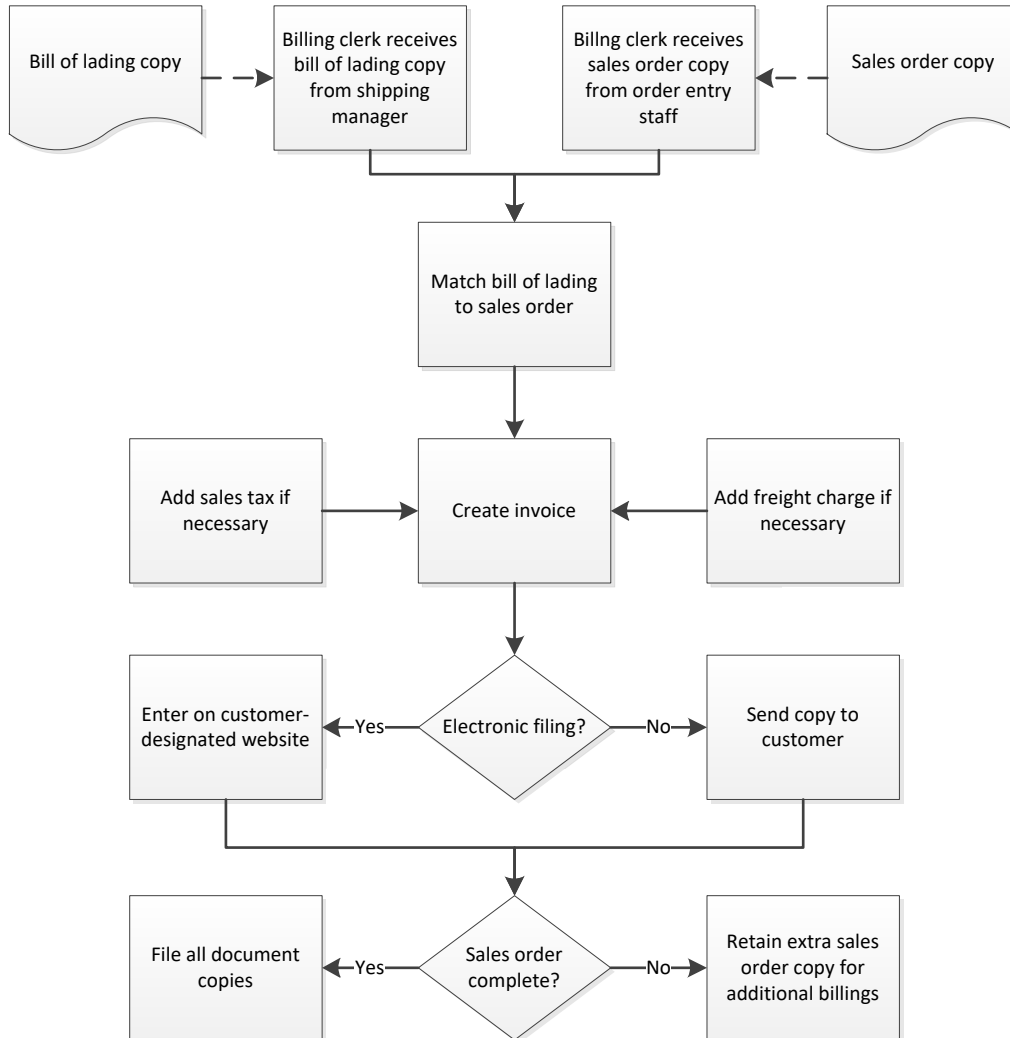 Bill of lading copy
Billing clerk receives
bill of lading copy
from shipping
manager
Billng clerk receives
sales order copy
from order entry
staff
Sales order copy
Match bill of lading
to sales order
Add sales tax if
necessary
Create invoice
Add freight charge if
necessary
Enter on customer-
designated website
Yes
Electronic filing?
No
Send copy to
customer
File all document
copies
Yes
Sales order
complete?
No
Retain extra sales
order copy for
additional billings